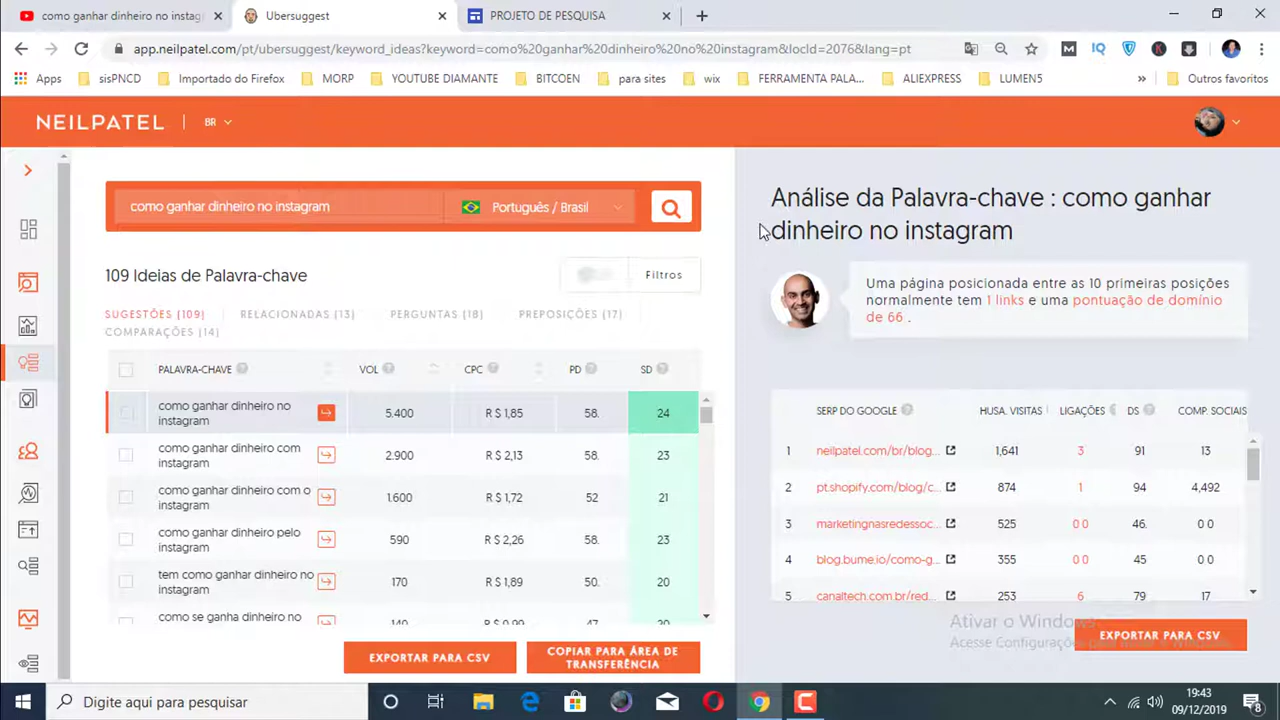 como ganhar dinheiro no instag
Ubersuggest
PROJETO DE PESQUISA
app.neilpatel.com/pt/ubersuggest/keyword_ideas?keyword=como%20ganhar%20dinheiro%20no%20instagram&locId=2076&lang=pt
Apps
sisPNCD
Importado do Firefox
MORP
YOUTUBE DIAMANTE
BITCOEN
para sites
wix
FERRAMENTA PALA...
ALIEXPRESS
LUMEN5
»
Outros favoritos
NEILPATEL
BR
como ganhar dinheiro no instagram
Português / Brasil
109 Ideias de Palavra-chave
Filtros
SUGESTÕES (109)
RELACIONADAS (13)
PERGUNTAS (18)
PREPOSIÇÕES (17)
COMPARAÇÕES (14)
PALAVRA-CHAVE
VOL
CPC
PD
SD
como ganhar dinheiro no
instagram
5.400
R$ 1,85
58.
24
como ganhar dinheiro com
instagram
2.900
R$ 2,13
58.
23
como ganhar dinheiro com o
instagram
1.600
R$ 1,72
52
21
como ganhar dinheiro pelo
instagram
590
R$ 2,26
58.
23
tem como ganhar dinheiro no
instagram
170
R$ 1,89
50.
20
como se ganha dinheiro no
140
R$ 0,99
47
20
EXPORTAR PARA CSV
COPIAR PARA ÁREA DE
TRANSFERÊNCIA
Análise da Palavra-chave : como ganhar
dinheiro no instagram
Uma página posicionada entre as 10 primeiras posições
normalmente tem 1 links e uma pontuação de domínio
de 66 .
SERP DO GOOGLE
HUSA. VISITAS
LIGAÇÕES
DS
COMP. SOCIAIS
1
neilpatel.com/br/blog...
1,641
3
91
13
2
pt.shopify.com/blog/c...
874
1
94
4,492
3
marketingnasredessoc...
525
0 0
46.
0 0
4
blog.bume.io/como-g...
355
0 0
45
0 0
5
canaltech.com.br/red...
253
6
79
17
Ativar o Windows
EXPORTAR PARA CSV
Digite aqui para pesquisar
19:43
09/12/2019
8